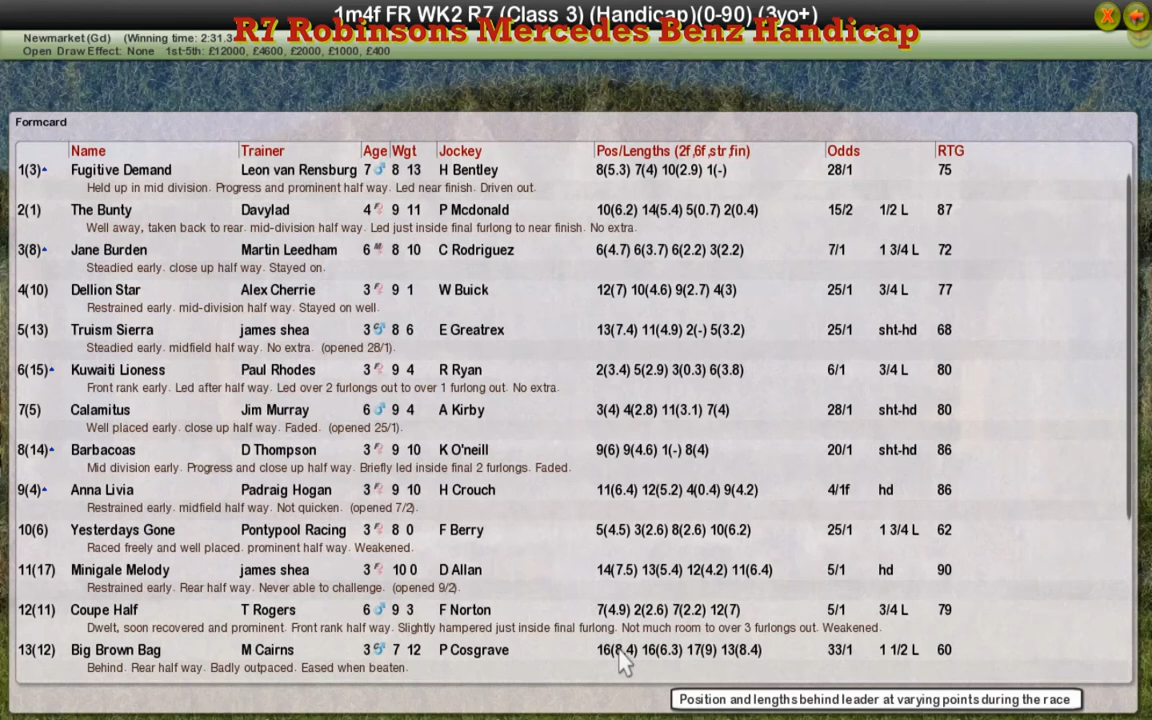 1m4f FR WK2 R7 (Class 3) (Handicap)(0-90) (3yo+)
R7 Robinsons Mercedes Benz Handicap
Newmarket(Gd) (Winning time: 2:31.3
Open Draw Effect: None 1st-5th: £12000, £4600, £2000, £1000, £400
Formcard
Name Trainer Age Wgt Jockey Pos/Lengths (2f,6f,str,fin) Odds RTG
1(3) Fugitive Demand Leon van Rensburg 7 8 13 H Bentley 8(5.3) 7(4) 10(2.9) 1(-) 28/1 75
Held up in mid division. Progress and prominent half way. Led near finish. Driven out.
2(1) The Bunty Davylad 4 9 11 P Mcdonald 10(6.2) 14(5.4) 5(0.7) 2(0.4) 15/2 1/2 L 87
Well away, taken back to rear. mid-division half way. Led just inside final furlong to near finish. No extra.
3(8) Jane Burden Martin Leedham 6 8 10 C Rodriguez 6(4.7) 6(3.7) 6(2.2) 3(2.2) 7/1 1 3/4 L 72
Steadied early. close up half way. Stayed on.
4(10) Dellion Star Alex Cherrie 3 9 1 W Buick 12(7) 10(4.6) 9(2.7) 4(3) 25/1 3/4 L 77
Restrained early. mid-division half way. Stayed on well.
5(13) Truism Sierra james shea 3 8 6 E Greatrex 13(7.4) 11(4.9) 2(-) 5(3.2) 25/1 sht-hd 68
Steadied early. midfield half way. No extra. (opened 28/1).
6(15) Kuwaiti Lioness Paul Rhodes 3 9 4 R Ryan 2(3.4) 5(2.9) 3(0.3) 6(3.8) 6/1 3/4 L 80
Front rank early. Led after half way. Led over 2 furlongs out to over 1 furlong out. No extra.
7(5) Calamitus Jim Murray 6 9 4 A Kirby 3(4) 4(2.8) 11(3.1) 7(4) 28/1 sht-hd 80
Well placed early. close up half way. Faded. (opened 25/1).
8(14) Barbacoas D Thompson 3 9 10 K O'neill 9(6) 9(4.6) 1(-) 8(4) 20/1 sht-hd 86
Mid division early. Progress and close up half way. Briefly led inside final 2 furlongs. Faded.
9(4) Anna Livia Padraig Hogan 3 9 10 H Crouch 11(6.4) 12(5.2) 4(0.4) 9(4.2) 4/1f hd 86
Restrained early. midfield half way. Not quicken. (opened 7/2).
10(6) Yesterdays Gone Pontypool Racing 3 8 0 F Berry 5(4.5) 3(2.6) 8(2.6) 10(6.2) 25/1 1 3/4 L 62
Raced freely and well placed. prominent half way. Weakened.
11(17) Minigale Melody james shea 3 10 0 D Allan 14(7.5) 13(5.4) 12(4.2) 11(6.4) 5/1 hd 90
Restrained early. Rear half way. Never able to challenge. (opened 9/2).
12(11) Coupe Half T Rogers 6 9 3 F Norton 7(4.9) 2(2.6) 7(2.2) 12(7) 5/1 3/4 L 79
Dwelt, soon recovered and prominent. Front rank half way. Slightly hampered just inside final furlong. Not much room to over 3 furlongs out. Weakened.
13(12) Big Brown Bag M Cairns 3 7 12 P Cosgrave 16(8.4) 16(6.3) 17(9) 13(8.4) 33/1 1 1/2 L 60
Behind. Rear half way. Badly outpaced. Eased when beaten.
Position and lengths behind leader at varying points during the race